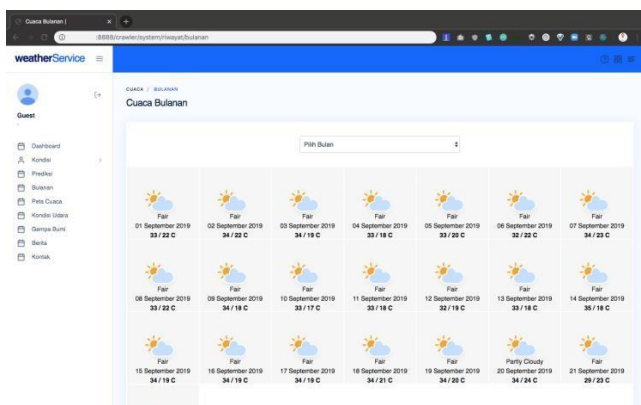 Cuaca Bulanan |
:8888/crawler/system/riwayat/bulanan
weatherService
Guest
Dashboard
Kondisi
Prediksi
Bulanan
Peta Cuaca
Kondisi Udara
Gempa Bumi
Berita
Kontak
CUACA / BULANAN
Cuaca Bulanan
Pilih Bulan
Fair Fair Fair Fair Fair Fair Fair
01 September 2019 02 September 2019 03 September 2019 04 September 2019 05 September 2019 06 September 2019 07 September 2019
33 / 22 C 34 / 22 C 34 / 19 C 33 / 18 C 33 / 20 C 32 / 22 C 34 / 23 C
Fair Fair Fair Fair Fair Fair Fair
08 September 2019 09 September 2019 10 September 2019 11 September 2019 12 September 2019 13 September 2019 14 September 2019
33 / 22 C 34 / 18 C 33 / 17 C 33 / 18 C 32 / 19 C 33 / 18 C 35 / 18 C
Fair Fair Fair Fair Fair Partly Cloudy Fair
15 September 2019 16 September 2019 17 September 2019 18 September 2019 19 September 2019 20 September 2019 21 September 2019
34 / 19 C 34 / 19 C 34 / 19 C 34 / 21 C 34 / 20 C 34 / 24 C 29 / 23 C